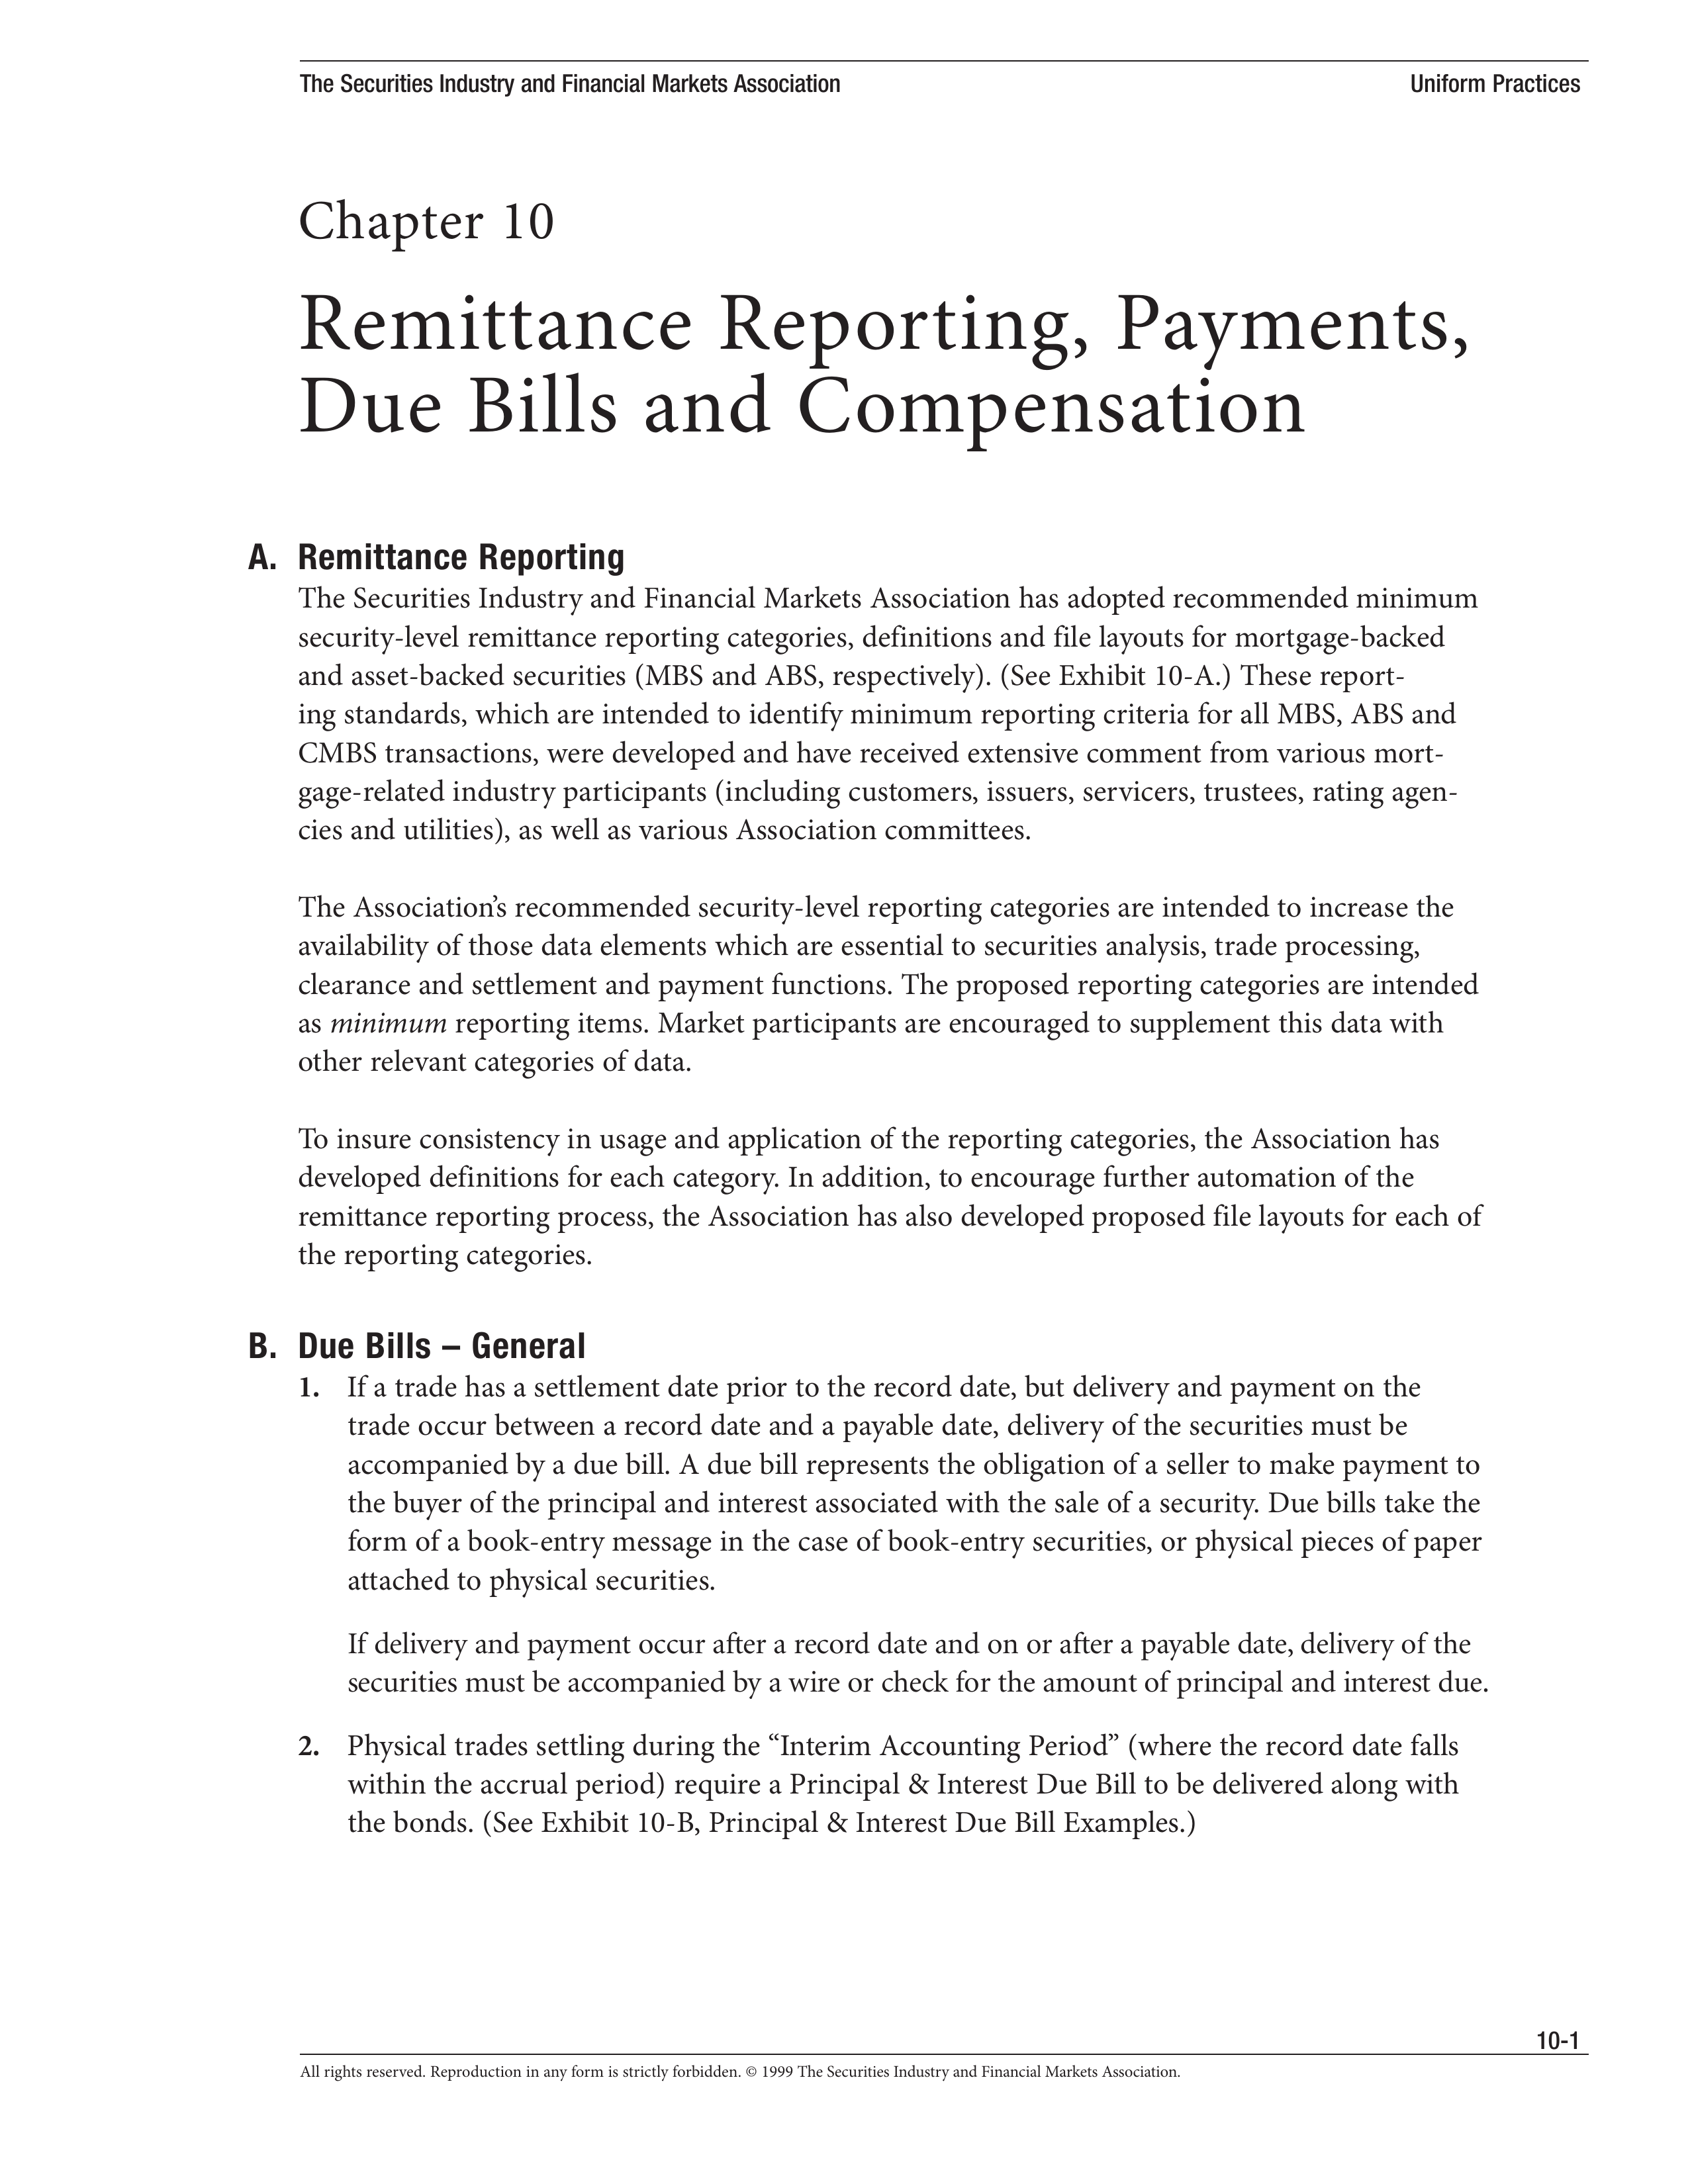 The Securities Industry and Financial Markets Association Uniform Practices
Chapter 10
Remittance Reporting, Payments,
Due Bills and Compensation
A. Remittance Reporting
The Securities Industry and Financial Markets Association has adopted recommended minimum
security-level remittance reporting categories, definitions and file layouts for mortgage-backed
and asset-backed securities (MBS and ABS, respectively). (See Exhibit 10-A.) These report-
ing standards, which are intended to identify minimum reporting criteria for all MBS, ABS and
CMBS transactions, were developed and have received extensive comment from various mort-
gage-related industry participants (including customers, issuers, servicers, trustees, rating agen-
cies and utilities), as well as various Association committees.
The Association’s recommended security-level reporting categories are intended to increase the
availability of those data elements which are essential to securities analysis, trade processing,
clearance and settlement and payment functions. The proposed reporting categories are intended
as minimum reporting items. Market participants are encouraged to supplement this data with
other relevant categories of data.
To insure consistency in usage and application of the reporting categories, the Association has
developed definitions for each category. In addition, to encourage further automation of the
remittance reporting process, the Association has also developed proposed file layouts for each of
the reporting categories.
B. Due Bills – General
1. If a trade has a settlement date prior to the record date, but delivery and payment on the
trade occur between a record date and a payable date, delivery of the securities must be
accompanied by a due bill. A due bill represents the obligation of a seller to make payment to
the buyer of the principal and interest associated with the sale of a security. Due bills take the
form of a book-entry message in the case of book-entry securities, or physical pieces of paper
attached to physical securities.
If delivery and payment occur after a record date and on or after a payable date, delivery of the
securities must be accompanied by a wire or check for the amount of principal and interest due.
2. Physical trades settling during the “Interim Accounting Period” (where the record date falls
within the accrual period) require a Principal & Interest Due Bill to be delivered along with
the bonds. (See Exhibit 10-B, Principal & Interest Due Bill Examples.)
10-1
All rights reserved. Reproduction in any form is strictly forbidden. © 1999 The Securities Industry and Financial Markets Association.